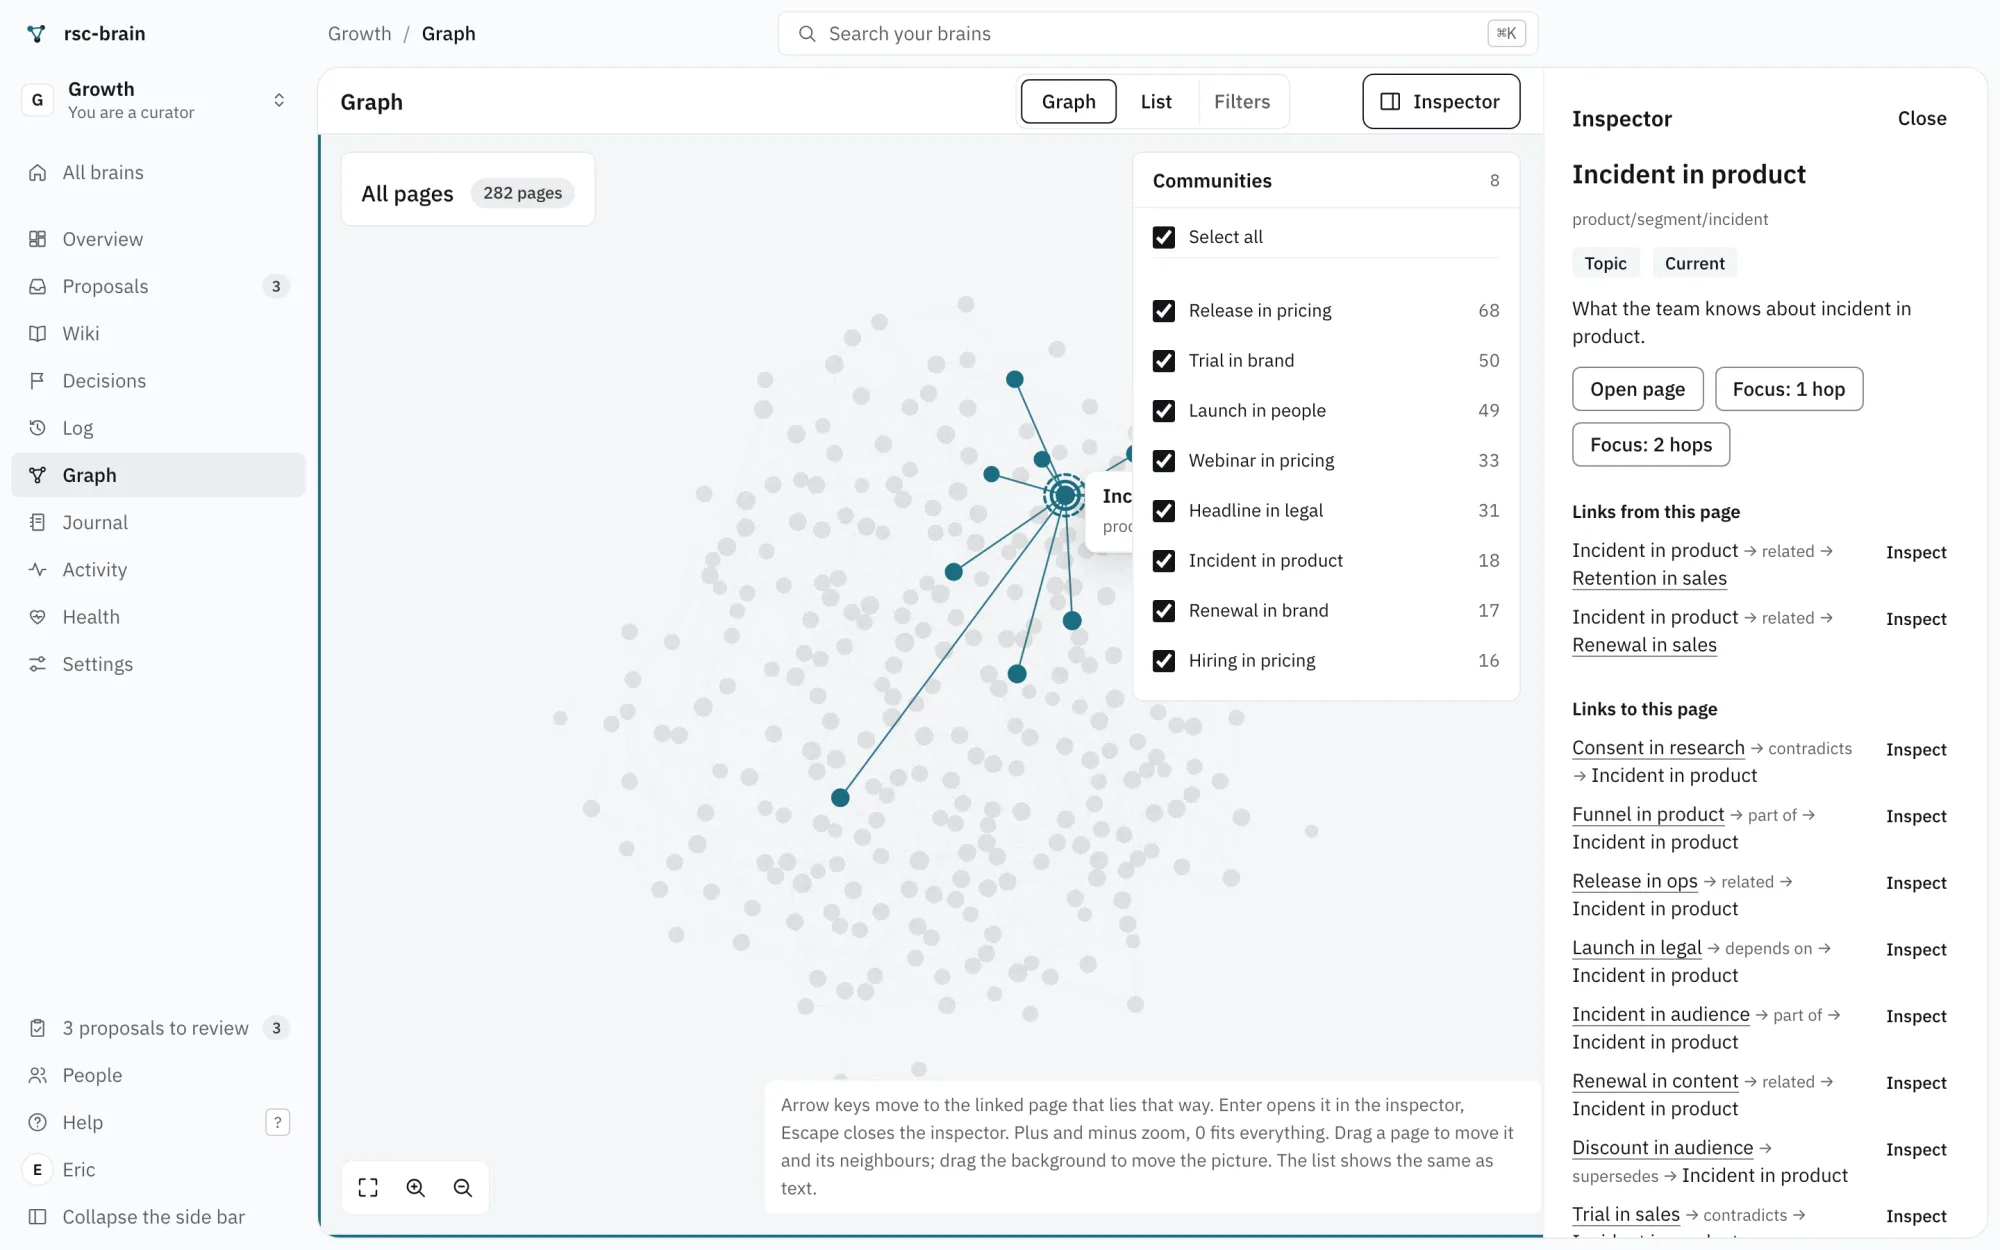 rsc-brain
Growth / Graph
Search your brains
⌘K
G
Growth
You are a curator
All brains
Overview
Proposals 3
Wiki
Decisions
Log
Graph
Journal
Activity
Health
Settings
3 proposals to review 3
People
Help ?
E Eric
Collapse the side bar
Graph
Graph List Filters
Inspector
All pages 282 pages
Inc
proc
Communities 8
Select all
Release in pricing 68
Trial in brand 50
Launch in people 49
Webinar in pricing 33
Headline in legal 31
Incident in product 18
Renewal in brand 17
Hiring in pricing 16
Arrow keys move to the linked page that lies that way. Enter opens it in the inspector,
Escape closes the inspector. Plus and minus zoom, 0 fits everything. Drag a page to move it
and its neighbours; drag the background to move the picture. The list shows the same as
text.
Inspector Close
Incident in product
product/segment/incident
Topic Current
What the team knows about incident in
product.
Open page Focus: 1 hop
Focus: 2 hops
Links from this page
Incident in product → related → Inspect
Retention in sales
Incident in product → related → Inspect
Renewal in sales
Links to this page
Consent in research → contradicts Inspect
→ Incident in product
Funnel in product → part of → Inspect
Incident in product
Release in ops → related → Inspect
Incident in product
Launch in legal → depends on → Inspect
Incident in product
Incident in audience → part of → Inspect
Incident in product
Renewal in content → related → Inspect
Incident in product
Discount in audience → Inspect
supersedes → Incident in product
Trial in sales → contradicts → Inspect